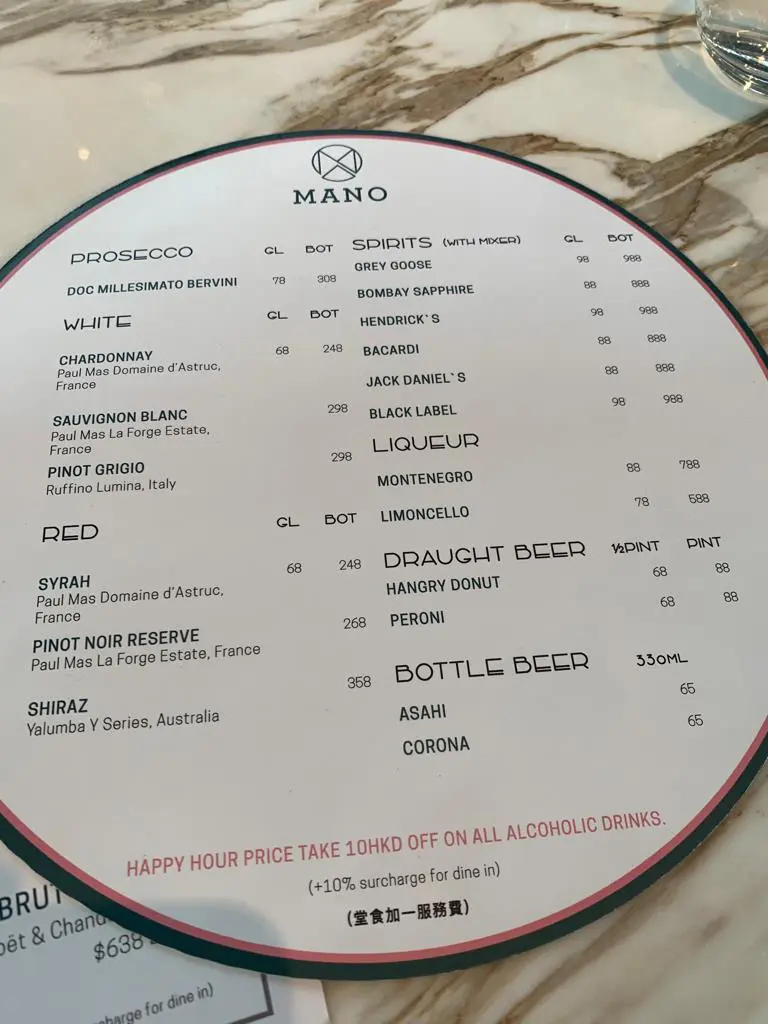 MANO
PROSECCO GL BOT
DOC MILLESIMATO BERVINI 78 308
WHITE GL BOT
CHARDONNAY 68 248
Paul Mas Domaine d'Astruc,
France
SAUVIGNON BLANC 298
Paul Mas La Forge Estate,
France
PINOT GRIGIO 298
Ruffino Lumina, Italy
RED GL BOT
SYRAH 68 248
Paul Mas Domaine d'Astruc,
France
PINOT NOIR RESERVE 268
Paul Mas La Forge Estate, France
SHIRAZ 358
Yalumba Y Series, Australia
SPIRITS (WITH MIXER) GL BOT
GREY GOOSE 98 988
BOMBAY SAPPHIRE 88 888
HENDRICK`S 98 988
BACARDI 88 888
JACK DANIEL`S 88 888
BLACK LABEL 98 988
LIQUEUR
MONTENEGRO 88 788
LIMONCELLO 78 588
DRAUGHT BEER ½PINT PINT
HANGRY DONUT 68 88
PERONI 68 88
BOTTLE BEER 330ML
ASAHI 65
CORONA 65
HAPPY HOUR PRICE TAKE 10HKD OFF ON ALL ALCOHOLIC DRINKS.
(+10% surcharge for dine in)
(堂食加一服務費)
BRUT
oët & Chand
$638
charge for dine in)